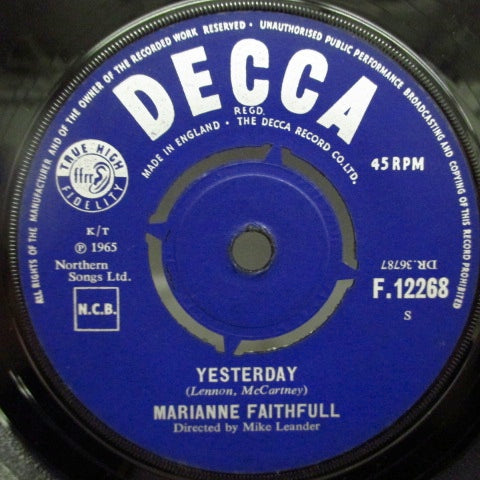 ALL RIGHTS OF THE MANUFACTURER AND OF THE OWNER OF THE RECORDED WORK RESERVED · UNAUTHORISED PUBLIC PERFORMANCE BROADCASTING AND COPYING OF THIS RECORD PROHIBITED
DECCA
REGD.
MADE IN ENGLAND · THE DECCA RECORD CO. LTD.
TRUE HIGH
ffrr
FIDELITY
45 RPM
K/T
℗ 1965
Northern
Songs Ltd.
N.C.B.
DR.36787
F.12268
S
YESTERDAY
(Lennon, McCartney)
MARIANNE FAITHFULL
Directed by Mike Leander